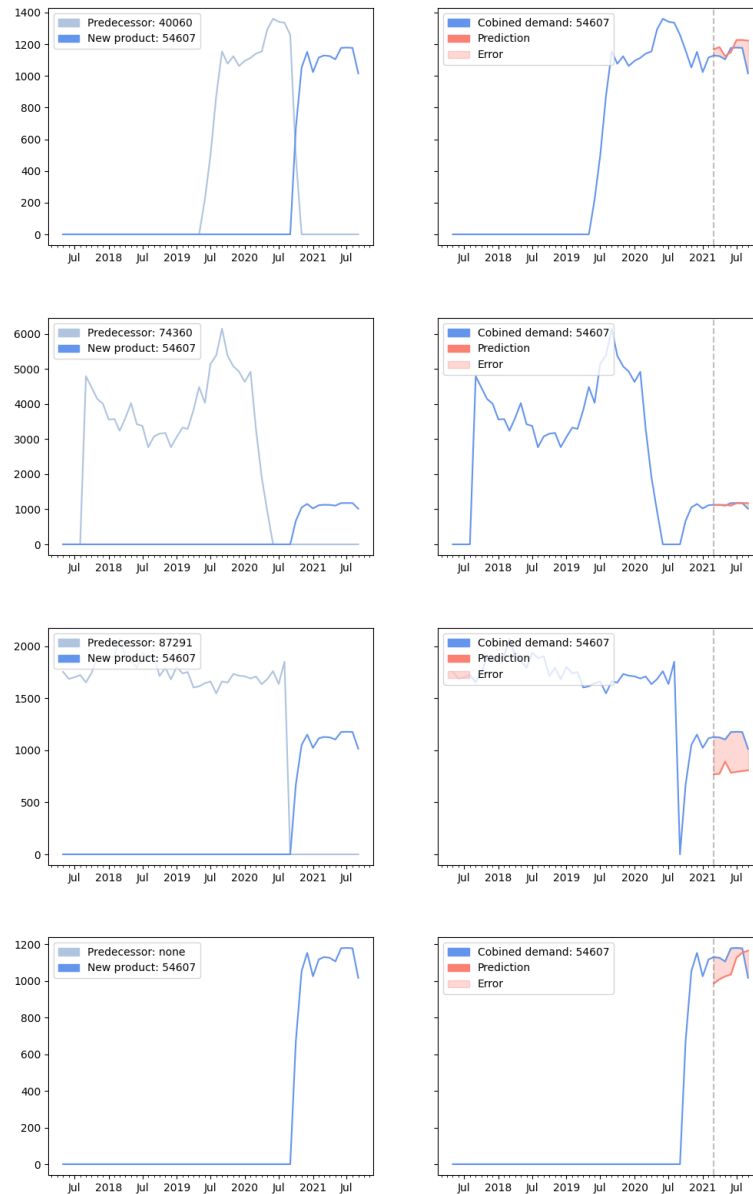 1400
1200
1000
800
600
400
200
0
Predecessor: 40060
New product: 54607
Jul 2018 Jul 2019 Jul 2020 Jul 2021 Jul
Cobined demand: 54607
Prediction
Error
Jul 2018 Jul 2019 Jul 2020 Jul 2021 Jul
6000
5000
4000
3000
2000
1000
0
Predecessor: 74360
New product: 54607
Jul 2018 Jul 2019 Jul 2020 Jul 2021 Jul
Cobined demand: 54607
Prediction
Error
Jul 2018 Jul 2019 Jul 2020 Jul 2021 Jul
2000
1500
1000
500
0
Predecessor: 87291
New product: 54607
Jul 2018 Jul 2019 Jul 2020 Jul 2021 Jul
Cobined demand: 54607
Prediction
Error
Jul 2018 Jul 2019 Jul 2020 Jul 2021 Jul
1200
1000
800
600
400
200
0
Predecessor: none
New product: 54607
Jul 2018 Jul 2019 Jul 2020 Jul 2021 Jul
Cobined demand: 54607
Prediction
Error
Jul 2018 Jul 2019 Jul 2020 Jul 2021 Jul